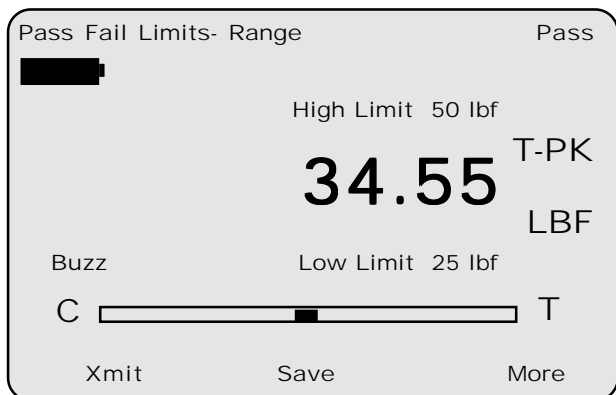 Pass Fail Limits- Range Pass
High Limit 50 lbf
34.55 T-PK
LBF
Buzz Low Limit 25 lbf
C T
Xmit Save More